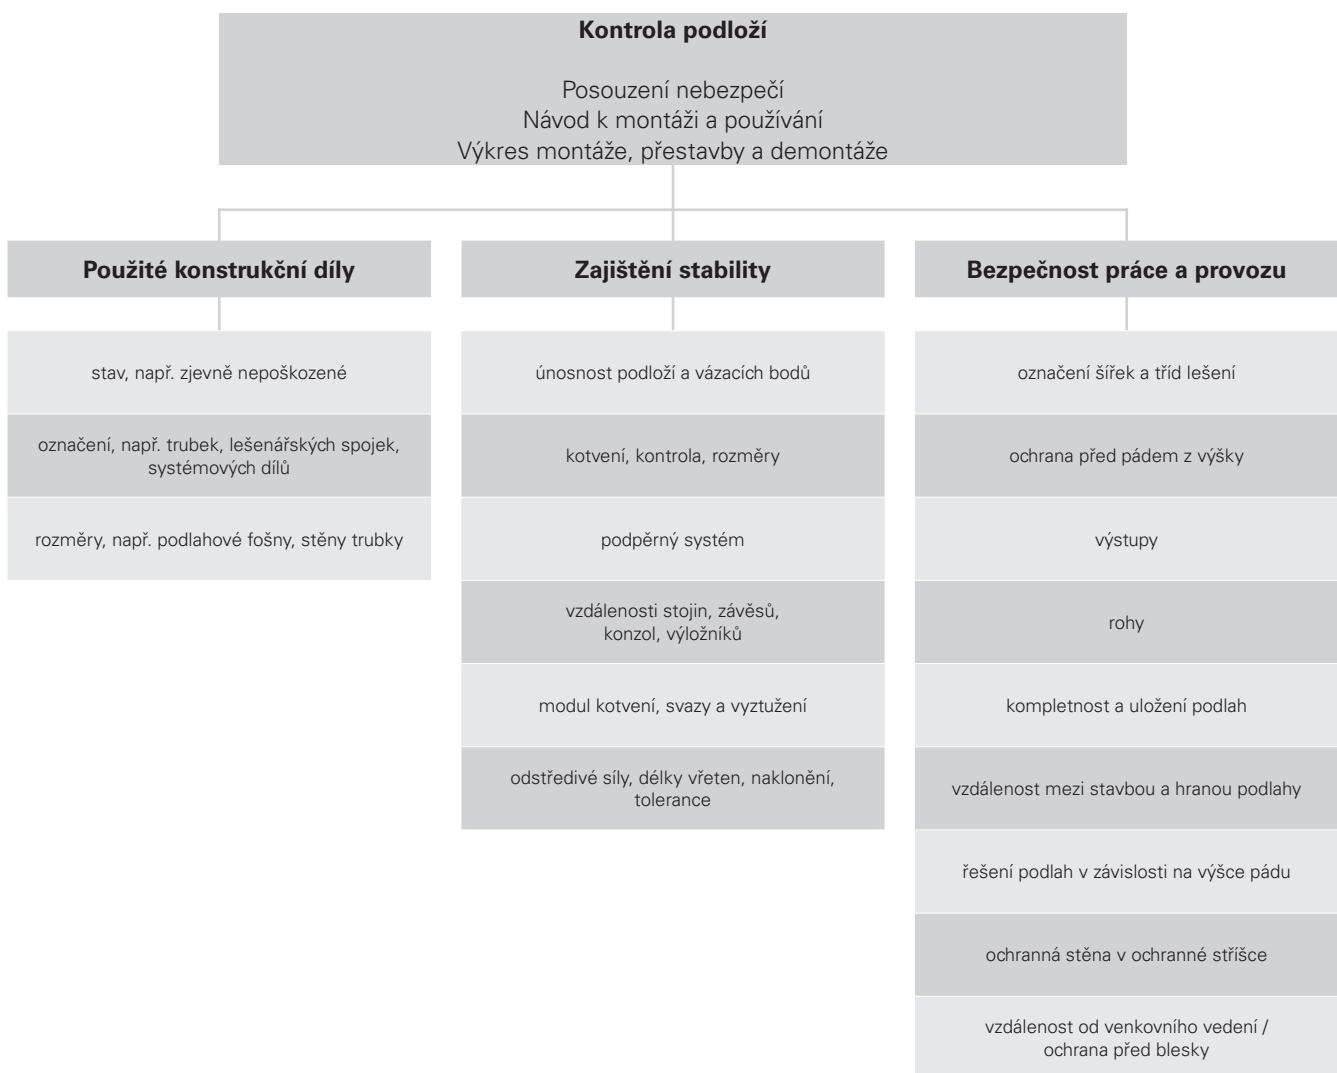 Kontrola podloží
Posouzení nebezpečí
Návod k montáži a používání
Výkres montáže, přestavby a demontáže
Použité konstrukční díly
stav, např. zjevně nepoškozené
označení, např. trubek, lešenářských spojek,
systémových dílů
rozměry, např. podlahové fošny, stěny trubky
Zajištění stability
únosnost podloží a vázacích bodů
kotvení, kontrola, rozměry
podpěrný systém
vzdálenosti stojin, závěsů,
konzol, výložníků
modul kotvení, svazy a vyztužení
odstředivé síly, délky vřeten, naklonění,
tolerance
Bezpečnost práce a provozu
označení šířek a tříd lešení
ochrana před pádem z výšky
výstupy
rohy
kompletnost a uložení podlah
vzdálenost mezi stavbou a hranou podlahy
řešení podlah v závislosti na výšce pádu
ochranná stěna v ochranné stříšce
vzdálenost od venkovního vedení /
ochrana před blesky